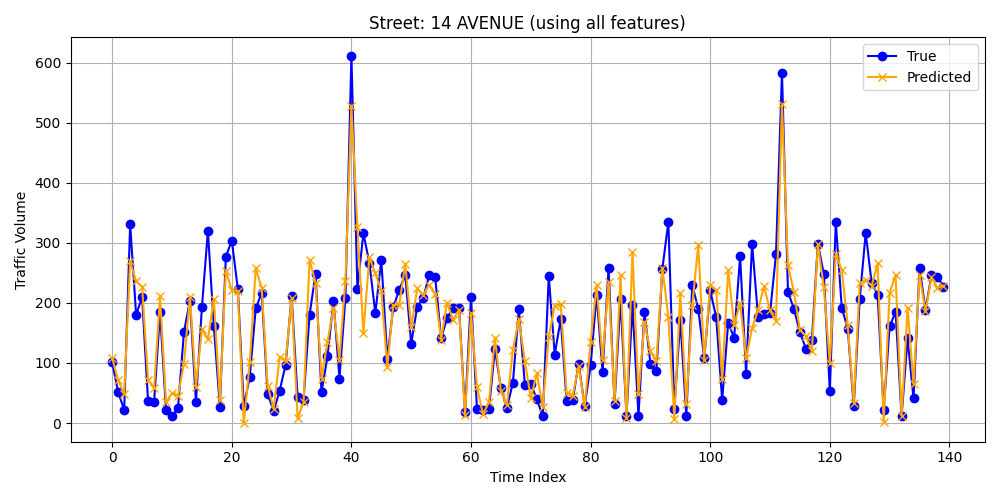 Street: 14 AVENUE (using all features)
True
Predicted
Traffic Volume
600
500
400
300
200
100
0
0 20 40 60 80 100 120 140
Time Index